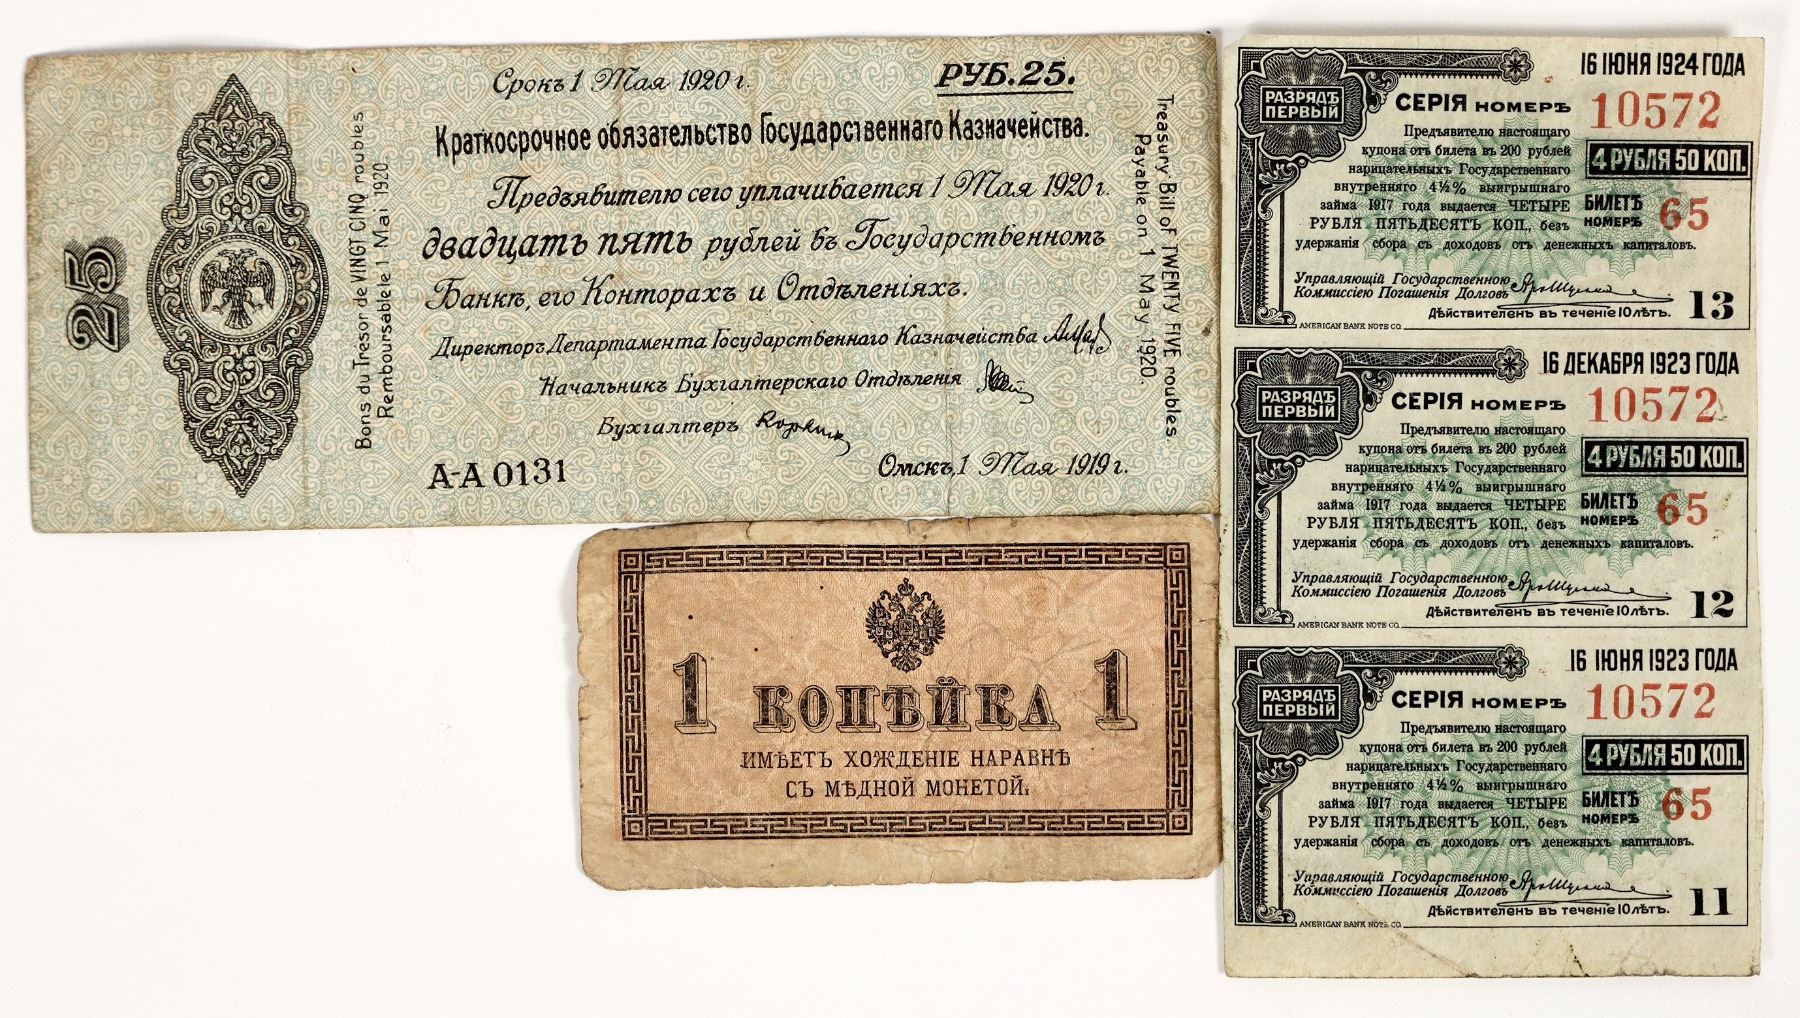 Срокъ 1 Мая 1920 г.
РУБ. 25.
Краткосрочное обязательство Государственнаго Казначейства.
Предъявителю сего уплачивается 1 Мая 1920 г.
двадцать пять рублей въ Государственномъ
Банкѣ, его Конторахъ и Отдѣленіяхъ.
Директоръ Департамента Государственнаго Казначейства
Начальникъ Бухгалтерскаго Отдѣленія
Бухгалтеръ
А-А 0131
Омскъ, 1 Мая 1919 г.
25
Bons du Tresor de VINGT CINQ roubles
Remboursable le 1 Mai 1920
Treasury Bill of TWENTY FIVE roubles
Payable on 1 May 1920.
1 КОПѢЙКА 1
ИМѢЕТЪ ХОЖДЕНІЕ НАРАВНѢ
СЪ МѢДНОЙ МОНЕТОЙ.
16 ІЮНЯ 1924 ГОДА
РАЗРЯДЪ
ПЕРВЫЙ
СЕРІЯ НОМЕРЪ 10572
Предъявителю настоящаго
купона отъ билета въ 200 рублей
нарицательныхъ Государственнаго
внутренняго 4½% выигрышнаго
займа 1917 года выдается ЧЕТЫРЕ
РУБЛЯ ПЯТЬДЕСЯТЪ КОП., безъ
удержанія сбора съ доходовъ отъ денежныхъ капиталовъ.
4 РУБЛЯ 50 КОП.
БИЛЕТЪ
НОМЕРЪ 65
Управляющій Государственною
Коммиссіею Погашенія Долговъ
Дѣйствителенъ въ теченіе 10 лѣтъ.
13
AMERICAN BANK NOTE CO.
16 ДЕКАБРЯ 1923 ГОДА
РАЗРЯДЪ
ПЕРВЫЙ
СЕРІЯ НОМЕРЪ 10572
Предъявителю настоящаго
купона отъ билета въ 200 рублей
нарицательныхъ Государственнаго
внутренняго 4½% выигрышнаго
займа 1917 года выдается ЧЕТЫРЕ
РУБЛЯ ПЯТЬДЕСЯТЪ КОП., безъ
удержанія сбора съ доходовъ отъ денежныхъ капиталовъ.
4 РУБЛЯ 50 КОП.
БИЛЕТЪ
НОМЕРЪ 65
Управляющій Государственною
Коммиссіею Погашенія Долговъ
Дѣйствителенъ въ теченіе 10 лѣтъ.
12
AMERICAN BANK NOTE CO.
16 ІЮНЯ 1923 ГОДА
РАЗРЯДЪ
ПЕРВЫЙ
СЕРІЯ НОМЕРЪ 10572
Предъявителю настоящаго
купона отъ билета въ 200 рублей
нарицательныхъ Государственнаго
внутренняго 4½% выигрышнаго
займа 1917 года выдается ЧЕТЫРЕ
РУБЛЯ ПЯТЬДЕСЯТЪ КОП., безъ
удержанія сбора съ доходовъ отъ денежныхъ капиталовъ.
4 РУБЛЯ 50 КОП.
БИЛЕТЪ
НОМЕРЪ 65
Управляющій Государственною
Коммиссіею Погашенія Долговъ
Дѣйствителенъ въ теченіе 10 лѣтъ.
11
AMERICAN BANK NOTE CO.